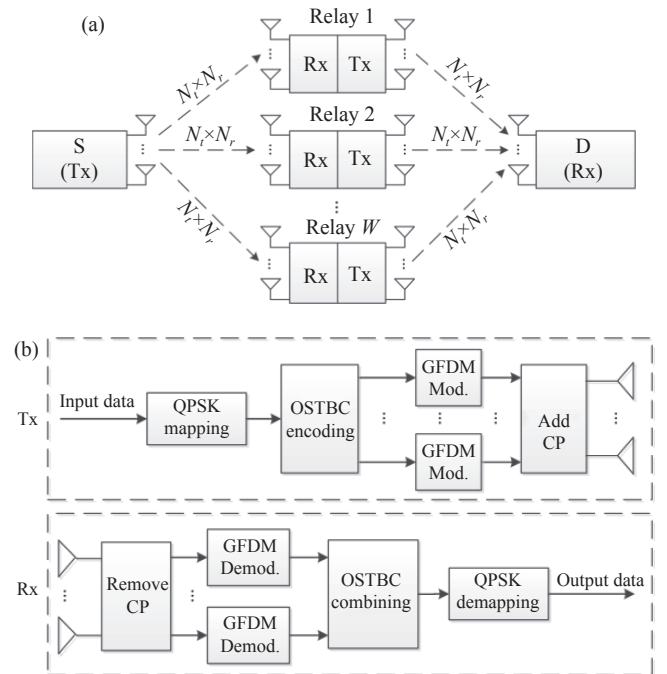 (a)
Relay 1
Rx Tx
Nt×Nr
Nt×Nr
Relay 2
S
(Tx)
Nt×Nr
Rx Tx
Nt×Nr
D
(Rx)
Nt×Nr
Relay W
Rx Tx
Nt×Nr
(b)
Tx
Input data
QPSK
mapping
OSTBC
encoding
GFDM
Mod.
GFDM
Mod.
Add
CP
Rx
Remove
CP
GFDM
Demod.
GFDM
Demod.
OSTBC
combining
QPSK
demapping
Output data